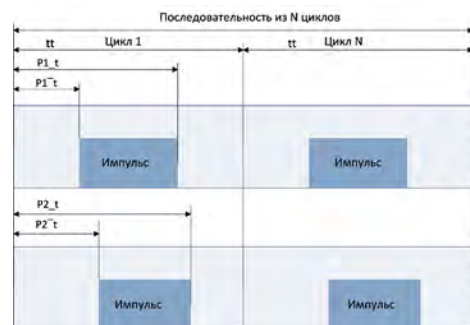 Последовательность из N циклов
tt Цикл 1 tt Цикл N
P1_t
P1‾t
Импульс Импульс
P2_t
P2‾t
Импульс Импульс